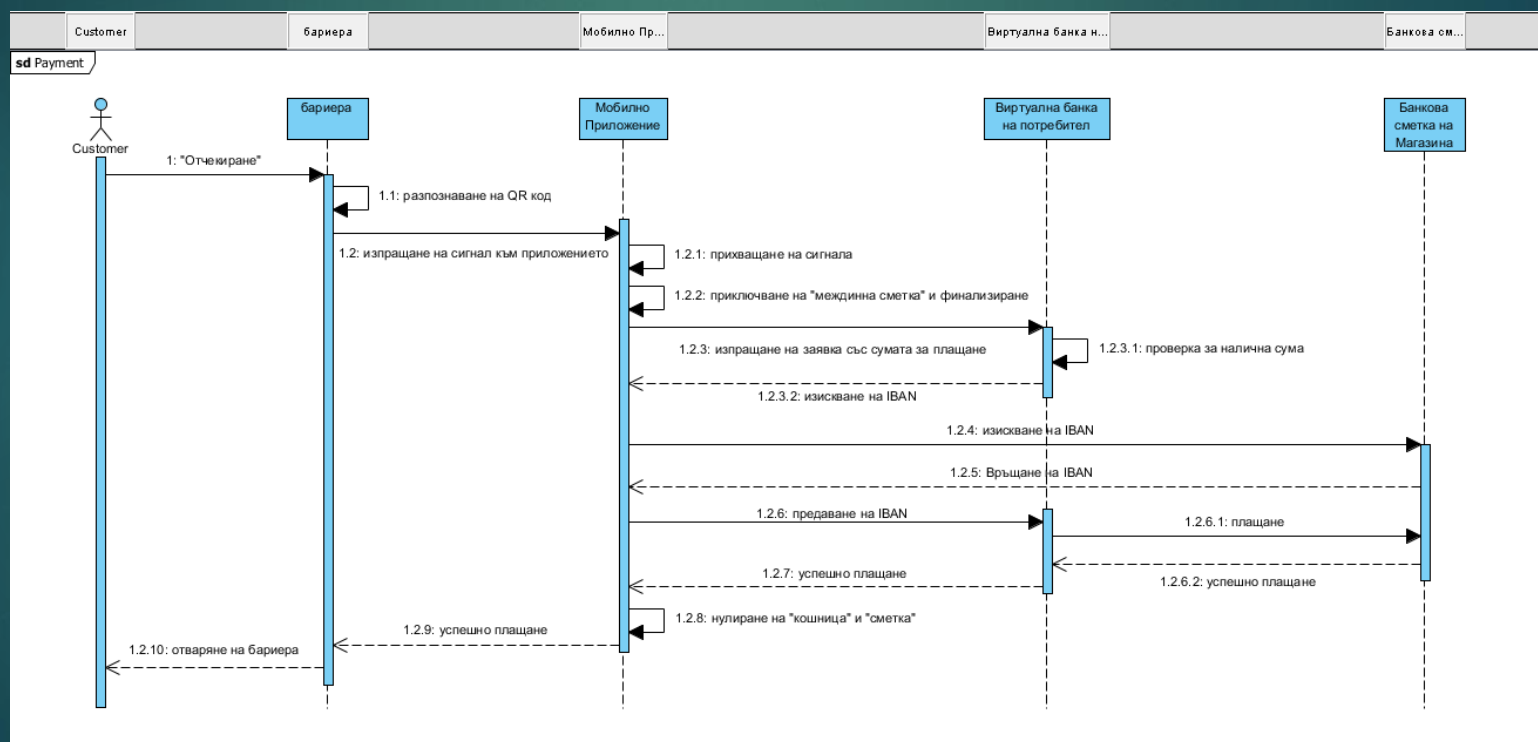 Customer
бариера
Мобилно Пр...
Виртуална банка н...
Банкова см...
sd Payment
Customer
бариера
Мобилно
Приложение
Виртуална банка
на потребител
Банкова
сметка на
Магазина
1: "Отчекиране"
1.1: разпознаване на QR код
1.2: изпращане на сигнал към приложението
1.2.1: прихващане на сигнала
1.2.2: приключване на "междинна сметка" и финализиране
1.2.3: изпращане на заявка със сумата за плащане
1.2.3.1: проверка за налична сума
1.2.3.2: изискване на IBAN
1.2.4: изискване на IBAN
1.2.5: Връщане на IBAN
1.2.6: предаване на IBAN
1.2.6.1: плащане
1.2.7: успешно плащане
1.2.6.2: успешно плащане
1.2.8: нулиране на "кошница" и "сметка"
1.2.9: успешно плащане
1.2.10: отваряне на бариера